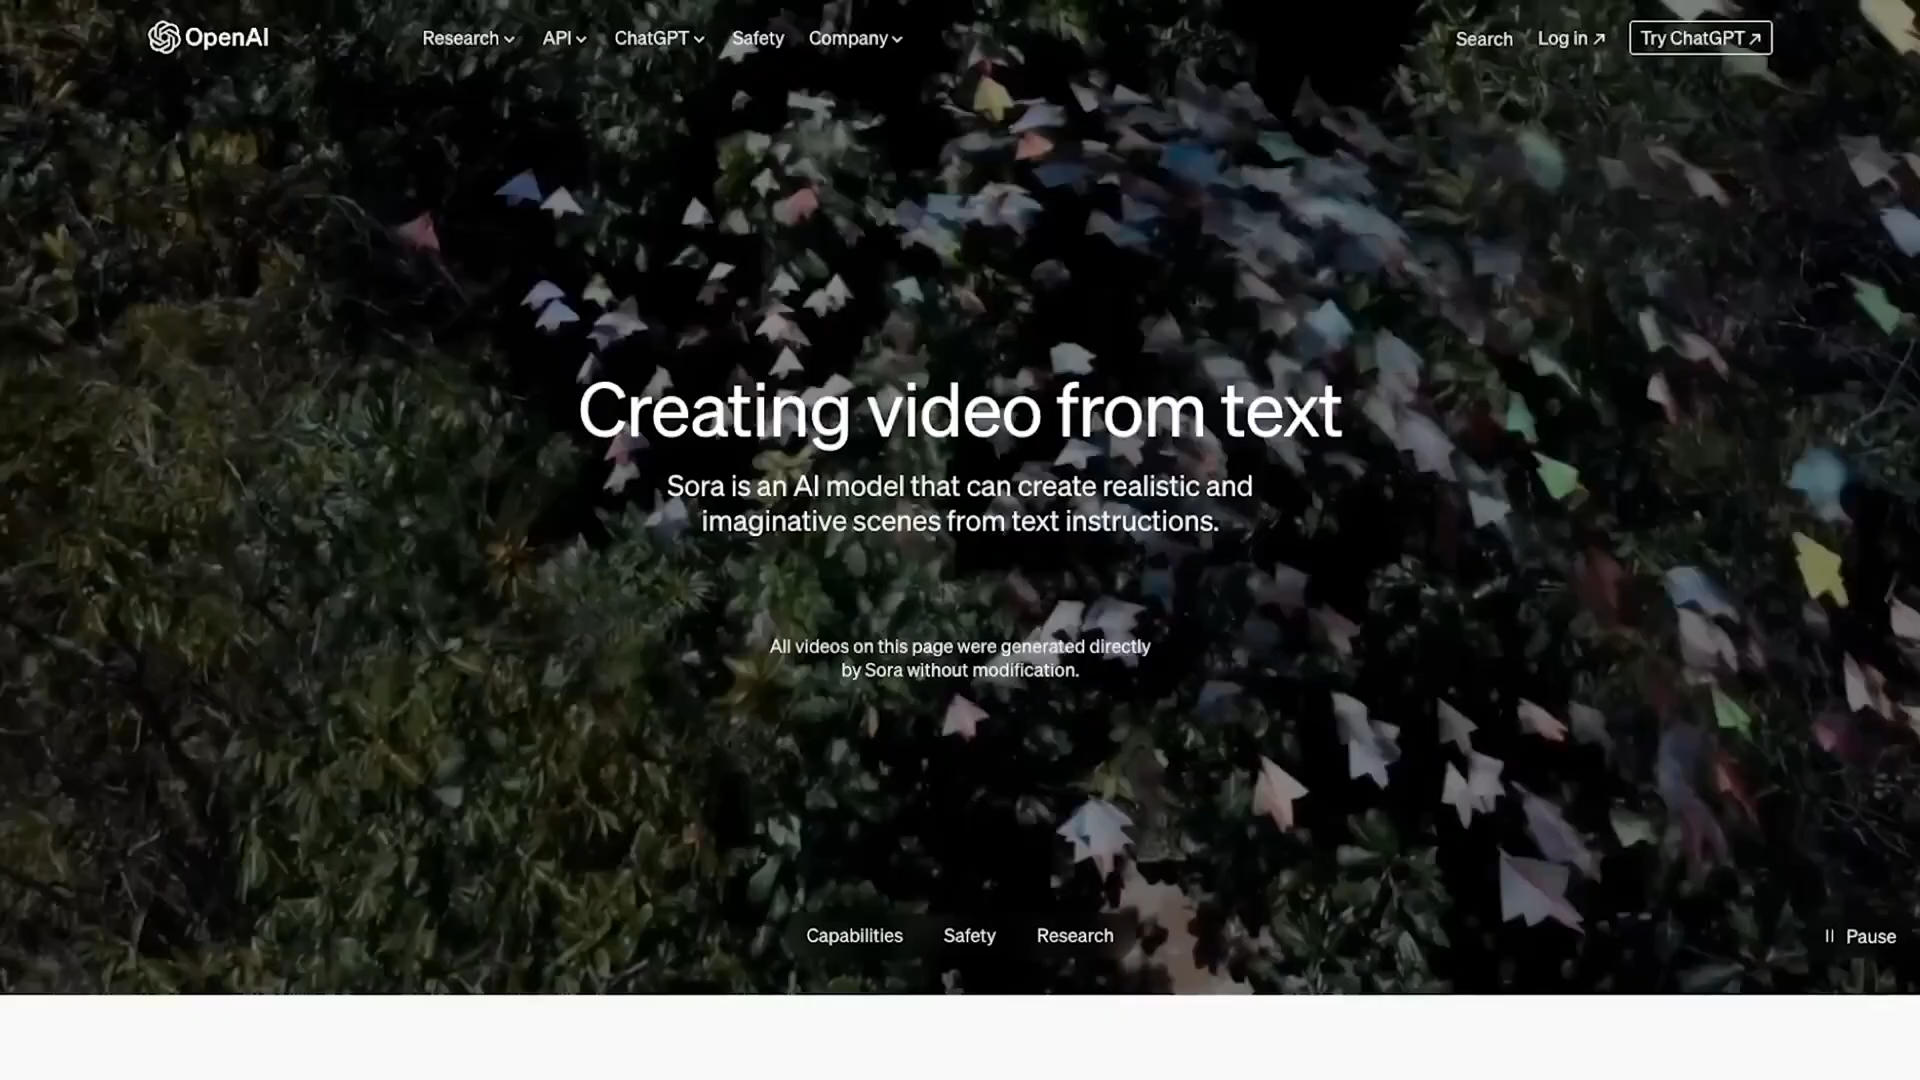 OpenAI
Research
API
ChatGPT
Safety
Company
Search
Log in ↗
Try ChatGPT ↗
Creating video from text
Sora is an AI model that can create realistic and
imaginative scenes from text instructions.
All videos on this page were generated directly
by Sora without modification.
Capabilities
Safety
Research
Pause